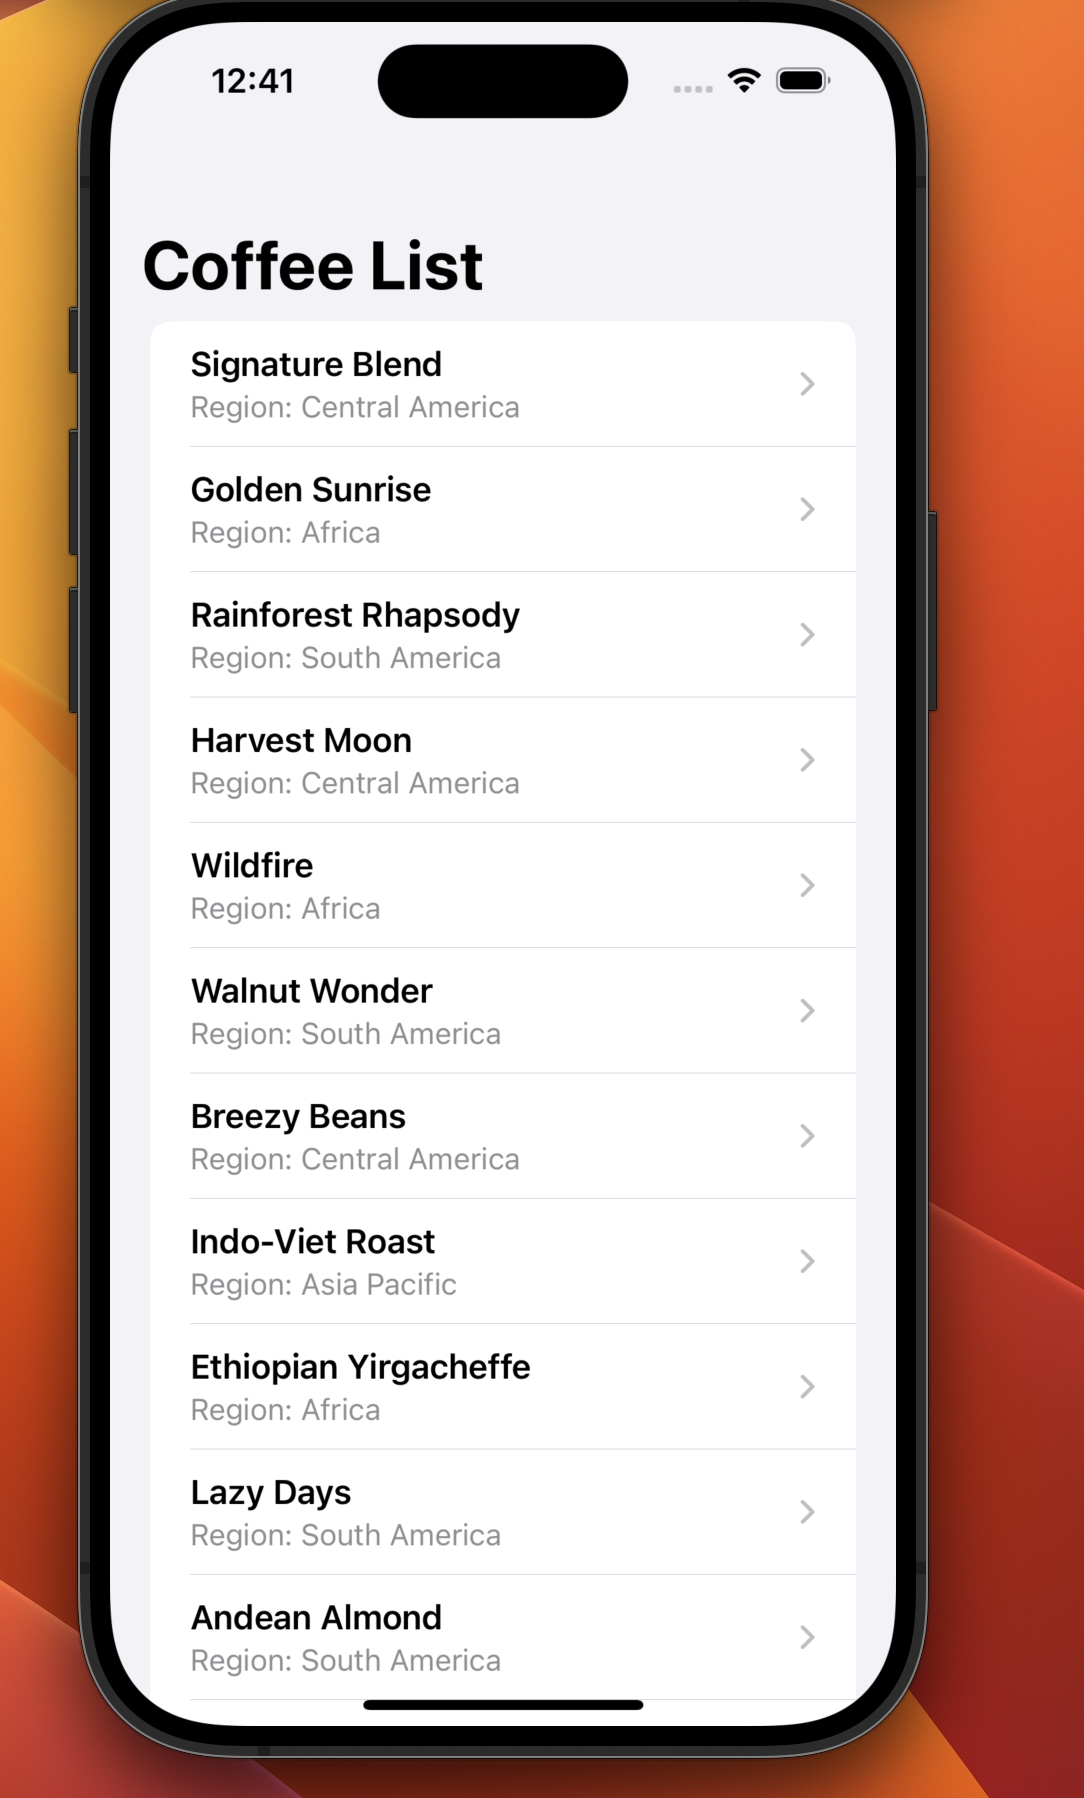 12:41
Coffee List
Signature Blend
Region: Central America
Golden Sunrise
Region: Africa
Rainforest Rhapsody
Region: South America
Harvest Moon
Region: Central America
Wildfire
Region: Africa
Walnut Wonder
Region: South America
Breezy Beans
Region: Central America
Indo-Viet Roast
Region: Asia Pacific
Ethiopian Yirgacheffe
Region: Africa
Lazy Days
Region: South America
Andean Almond
Region: South America